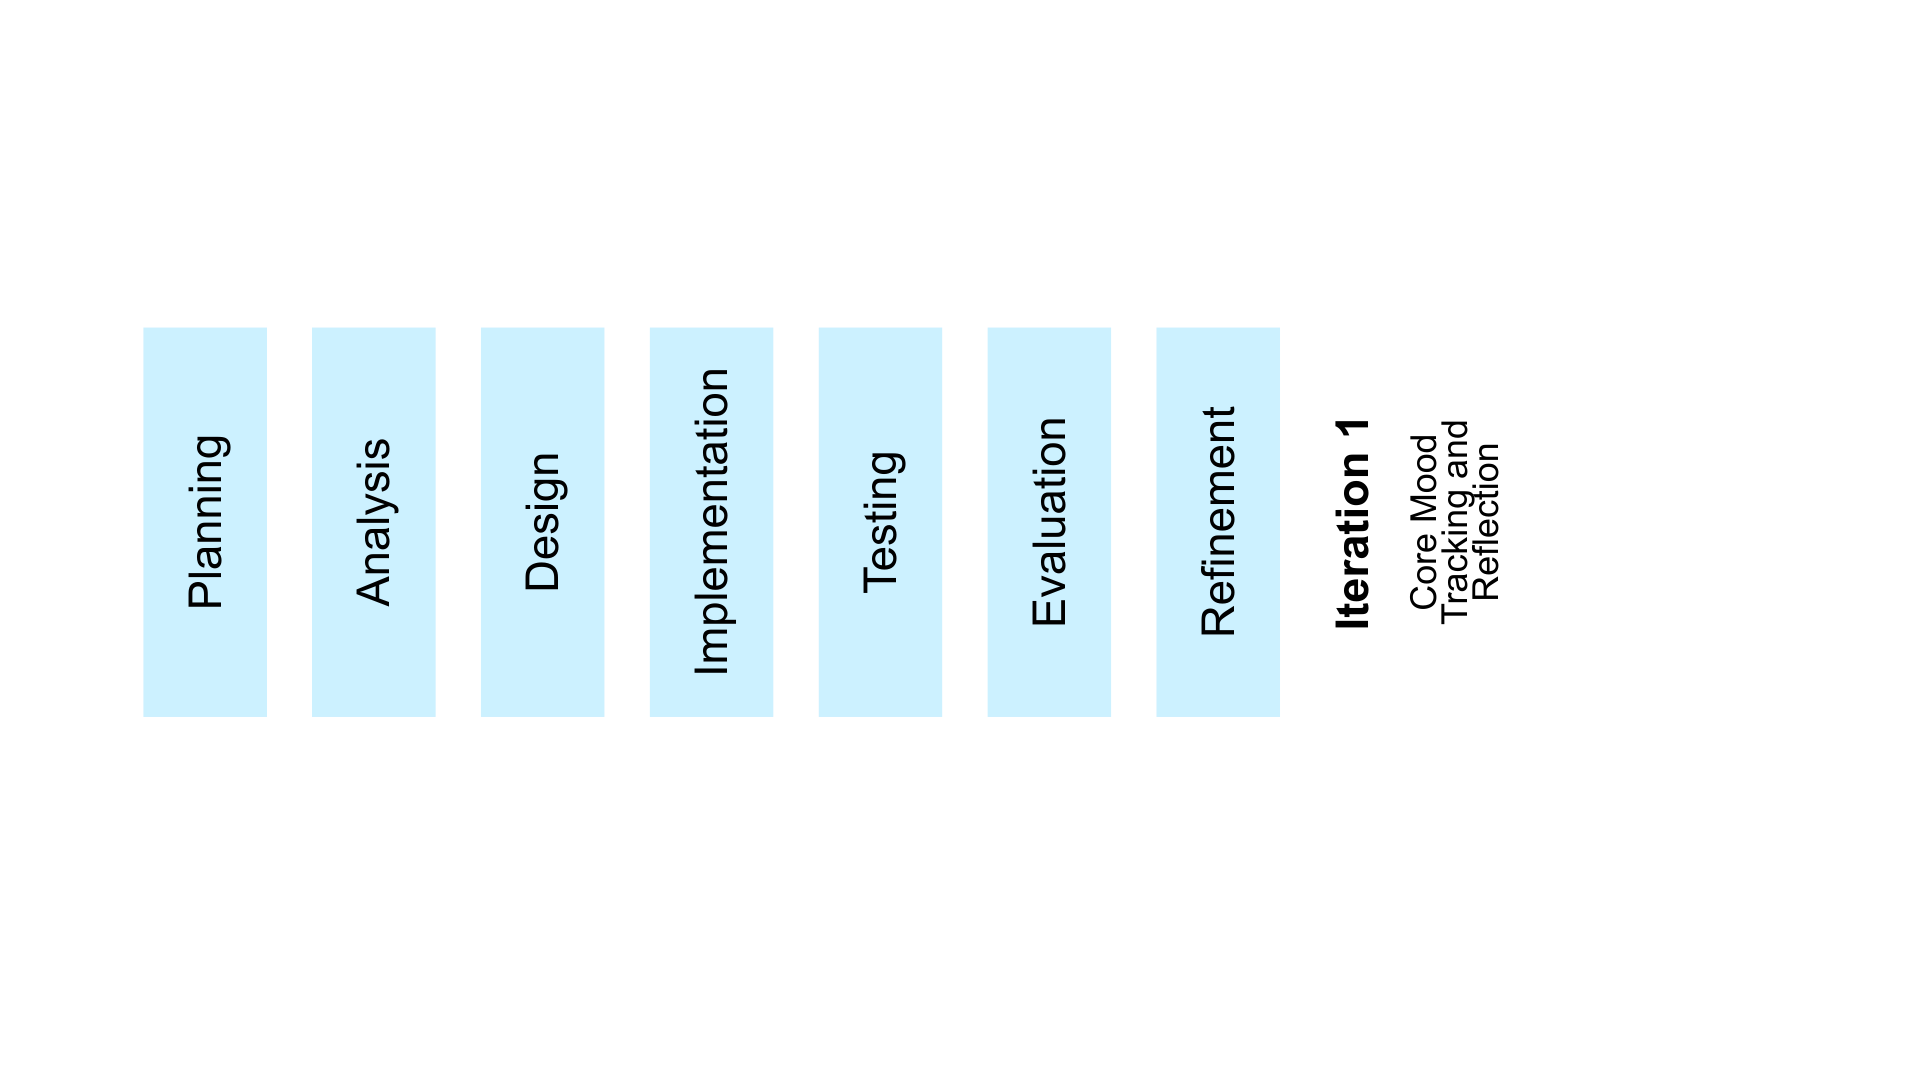 Planning
Analysis
Design
Implementation
Testing
Evaluation
Refinement
Iteration 1
Core Mood
Tracking and
Reflection